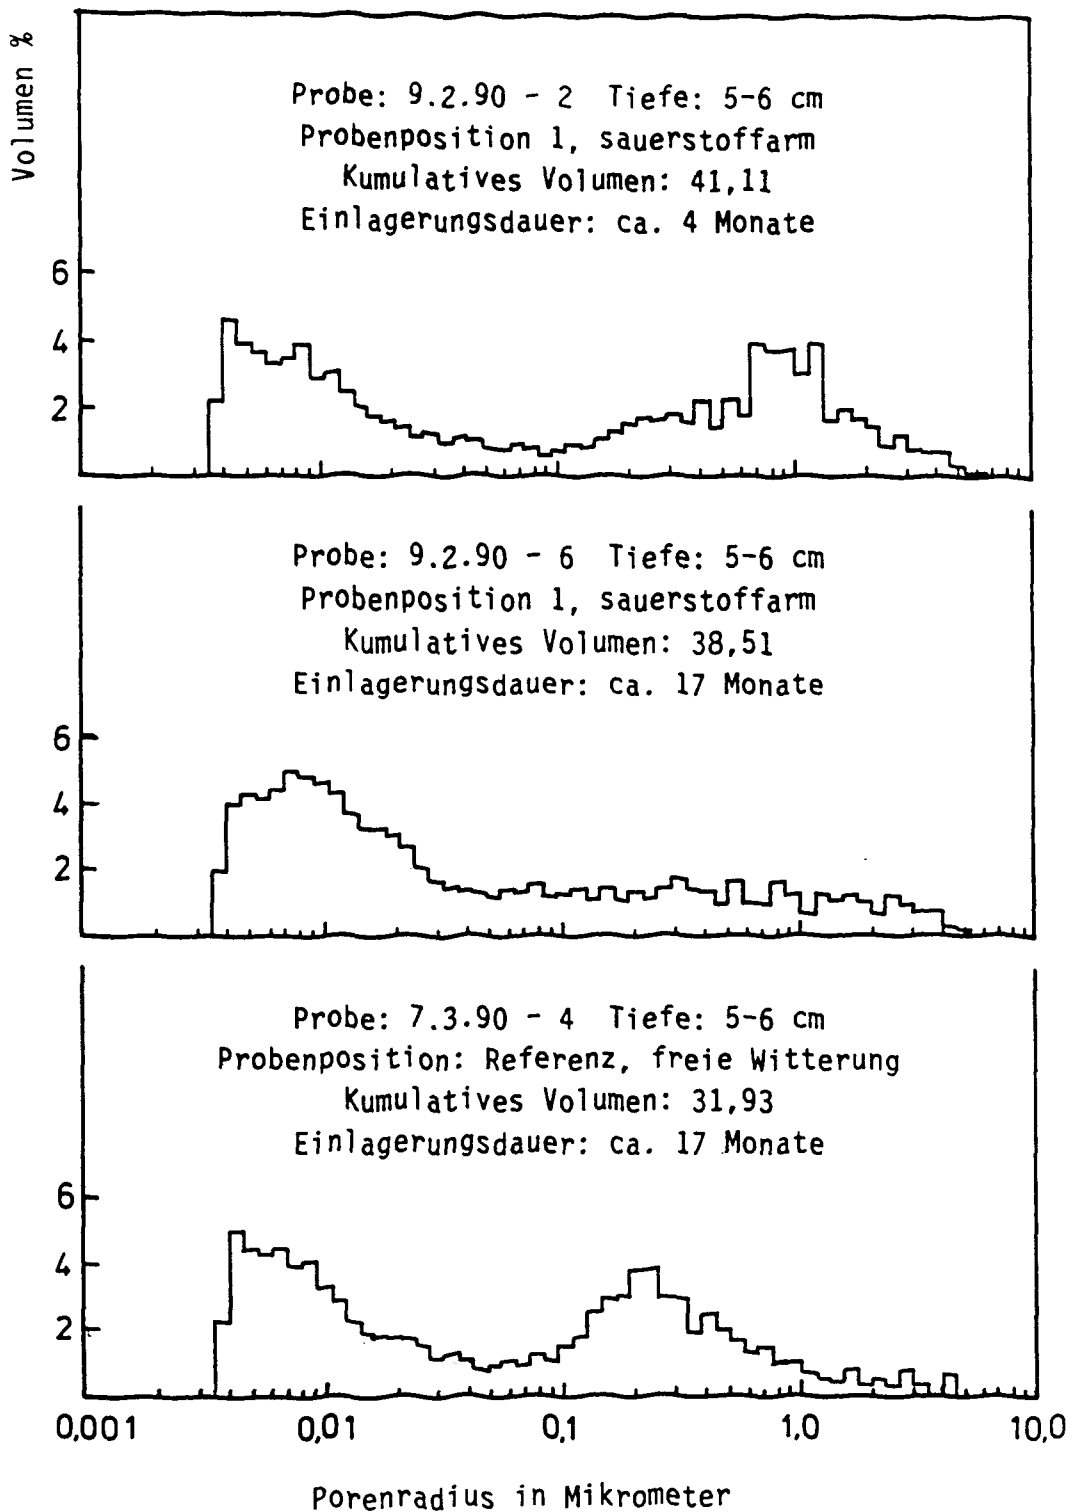 Volumen %
Probe: 9.2.90 - 2 Tiefe: 5-6 cm
Probenposition 1, sauerstoffarm
Kumulatives Volumen: 41,11
Einlagerungsdauer: ca. 4 Monate
6
4
2
Probe: 9.2.90 - 6 Tiefe: 5-6 cm
Probenposition 1, sauerstoffarm
Kumulatives Volumen: 38,51
Einlagerungsdauer: ca. 17 Monate
6
4
2
Probe: 7.3.90 - 4 Tiefe: 5-6 cm
Probenposition: Referenz, freie Witterung
Kumulatives Volumen: 31,93
Einlagerungsdauer: ca. 17 Monate
6
4
2
0,001 0,01 0,1 1,0 10,0
Porenradius in Mikrometer